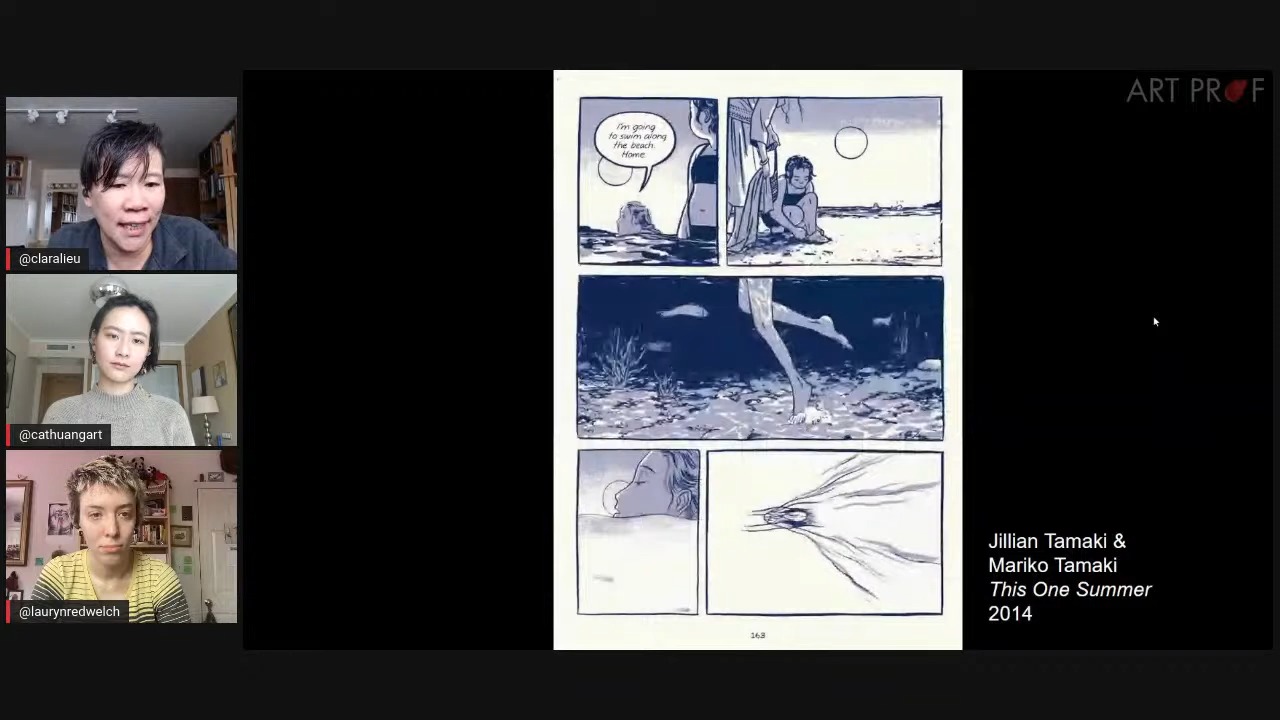 ART PROF
@claralieu
@cathuangart
@laurynredwelch
I'm going
to swim along
the beach.
Home.
163
Jillian Tamaki &
Mariko Tamaki
This One Summer
2014